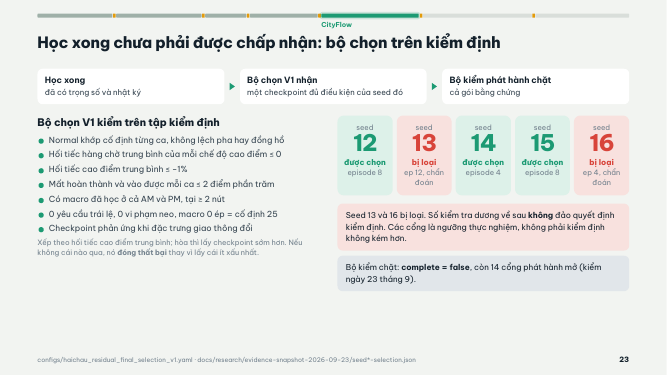 CityFlow
Học xong chưa phải được chấp nhận: bộ chọn trên kiểm định
Học xong
đã có trọng số và nhật ký
Bộ chọn V1 nhận
một checkpoint đủ điều kiện của seed đó
Bộ kiểm phát hành chặt
cả gói bằng chứng
Bộ chọn V1 kiểm trên tập kiểm định
Normal khớp cố định từng ca, không lệch pha hay đồng hồ
Hối tiếc hàng chờ trung bình của mỗi chế độ cao điểm ≤ 0
Hối tiếc cao điểm trung bình ≤ -1%
Mất hoàn thành và vào được mỗi ca ≤ 2 điểm phần trăm
Có macro đã học ở cả AM và PM, tại ≥ 2 nút
0 yêu cầu trái lệ, 0 vi phạm neo, macro 0 ép = cố định 25
Checkpoint phản ứng khi đặc trưng giao thông đổi
Xếp theo hối tiếc cao điểm trung bình; hòa thì lấy checkpoint sớm hơn. Nếu
không cái nào qua, nó đóng thất bại thay vì lấy cái ít xấu nhất.
seed
12
được chọn
episode 8
seed
13
bị loại
ep 12, chẩn
đoán
seed
14
được chọn
episode 4
seed
15
được chọn
episode 8
seed
16
bị loại
ep 4, chẩn
đoán
Seed 13 và 16 bị loại. Số kiểm tra dương về sau không đảo quyết định
kiểm định. Các cổng là ngưỡng thực nghiệm, không phải kiểm định
không kém hơn.
Bộ kiểm chặt: complete = false, còn 14 cổng phát hành mở (kiểm
ngày 23 tháng 9).
configs/haichau_residual_final_selection_v1.yaml · docs/research/evidence-snapshot-2026-09-23/seed*-selection.json
23